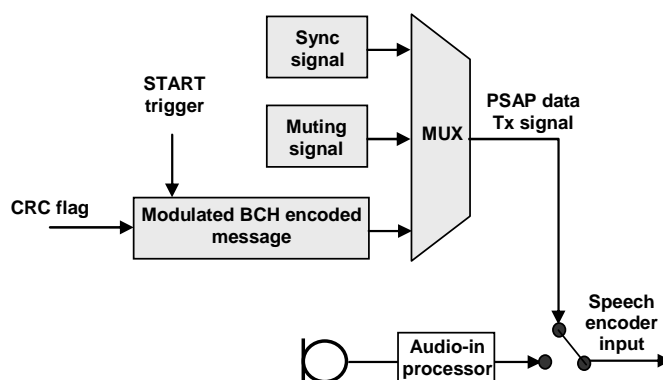 Sync
signal
START
trigger
PSAP data
Tx signal
Muting
signal
MUX
CRC flag
Modulated BCH encoded
message
Speech
encoder
input
Audio-in
processor